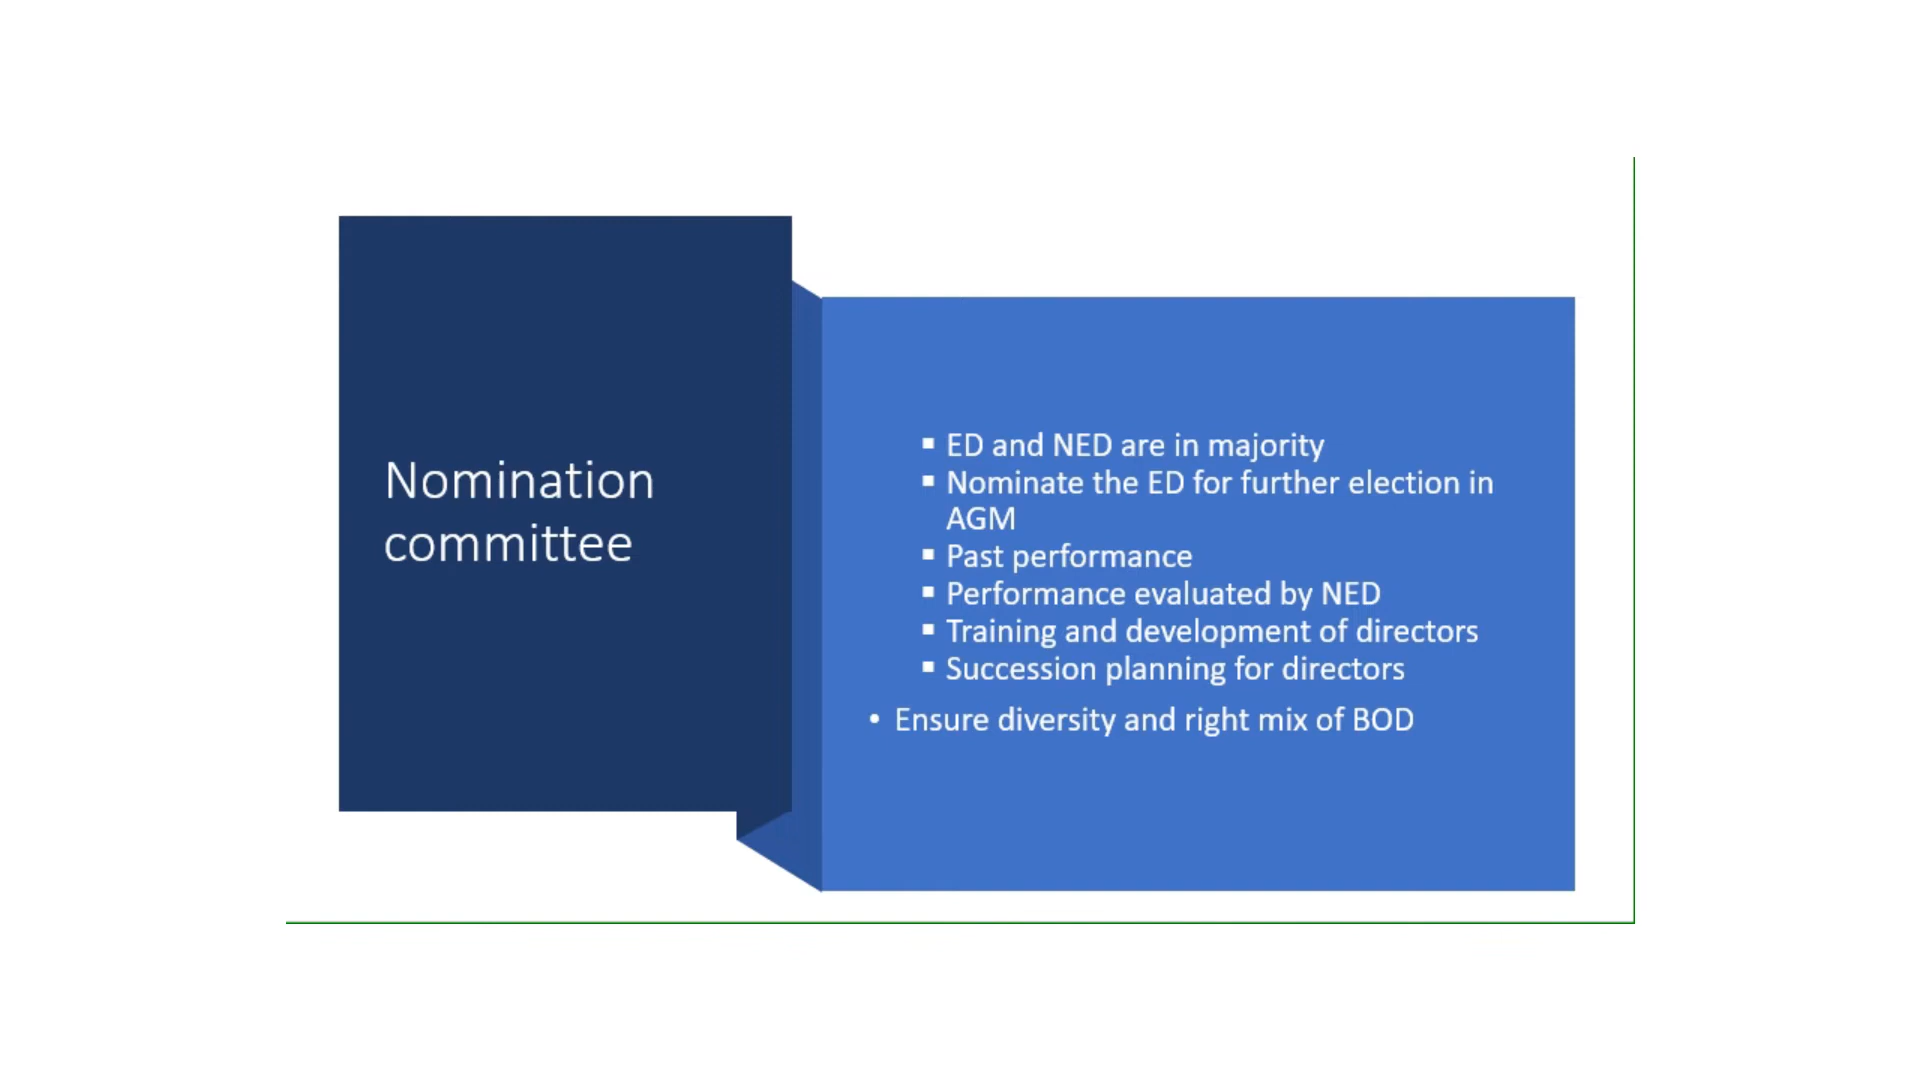 Nomination
committee
▪ ED and NED are in majority
▪ Nominate the ED for further election in
AGM
▪ Past performance
▪ Performance evaluated by NED
▪ Training and development of directors
▪ Succession planning for directors
• Ensure diversity and right mix of BOD